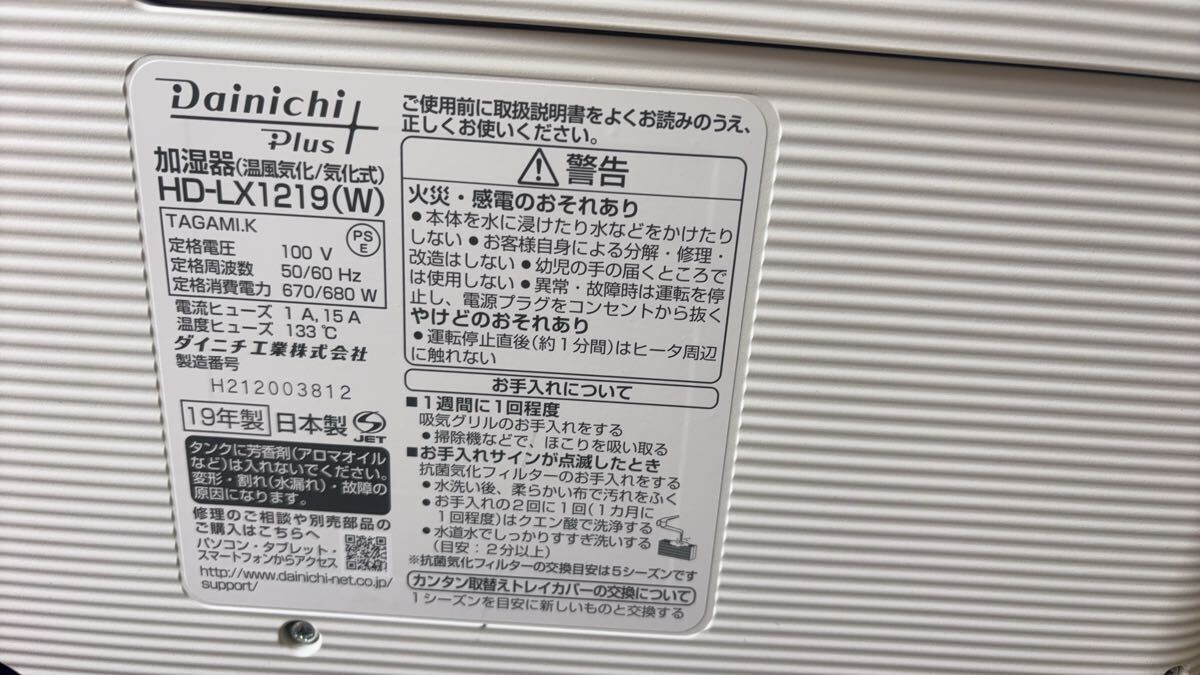 Dainichi
Plus
加湿器(温風気化/気化式)
HD-LX1219(W)
TAGAMI.K
PS
E
定格電圧 100 V
定格周波数 50/60 Hz
定格消費電力 670/680 W
電流ヒューズ 1 A,15 A
温度ヒューズ 133 ℃
ダイニチ工業株式会社
製造番号
H212003812
19年製 日本製 JET
タンクに芳香剤(アロマオイル
など)は入れないでください。
変形・割れ(水漏れ)・故障の
原因になります。
修理のご相談や別売部品の
ご購入はこちらへ
パソコン・タブレット・
スマートフォンからアクセス
http://www.dainichi-net.co.jp/
support/
ご使用前に取扱説明書をよくお読みのうえ、
正しくお使いください。
警告
火災・感電のおそれあり
●本体を水に浸けたり水などをかけたり
しない ●お客様自身による分解・修理・
改造はしない ●幼児の手の届くところで
は使用しない ●異常・故障時は運転を停
止し、電源プラグをコンセントから抜く
やけどのおそれあり
●運転停止直後(約1分間)はヒータ周辺
に触れない
お手入れについて
■1週間に1回程度
吸気グリルのお手入れをする
●掃除機などで、ほこりを吸い取る
■お手入れサインが点滅したとき
抗菌気化フィルターのお手入れをする
●水洗い後、柔らかい布で汚れをふく
●お手入れの2回に1回(1カ月に
1回程度)はクエン酸で洗浄する
●水道水でしっかりすすぎ洗いする
(目安：2分以上)
※抗菌気化フィルターの交換目安は5シーズンです
カンタン取替えトレイカバーの交換について
1シーズンを目安に新しいものと交換する